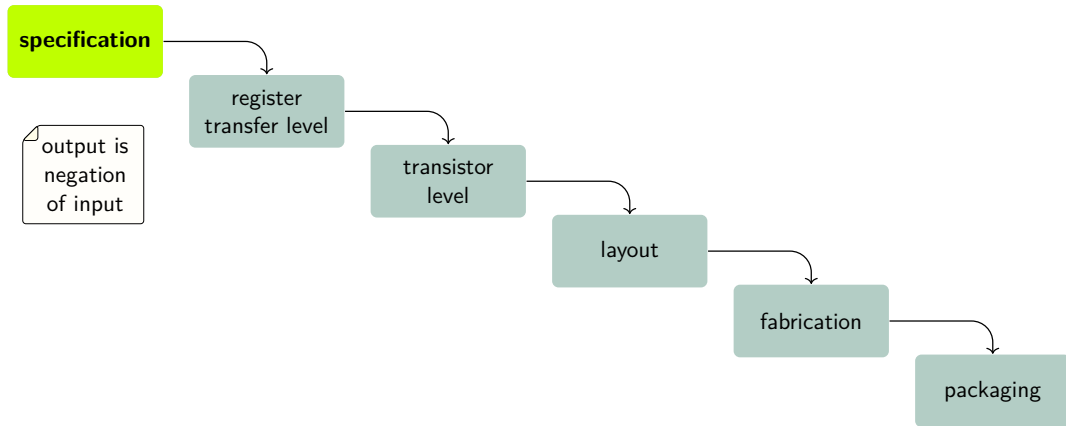 specification
register
transfer level
output is
negation
of input
transistor
level
layout
fabrication
packaging